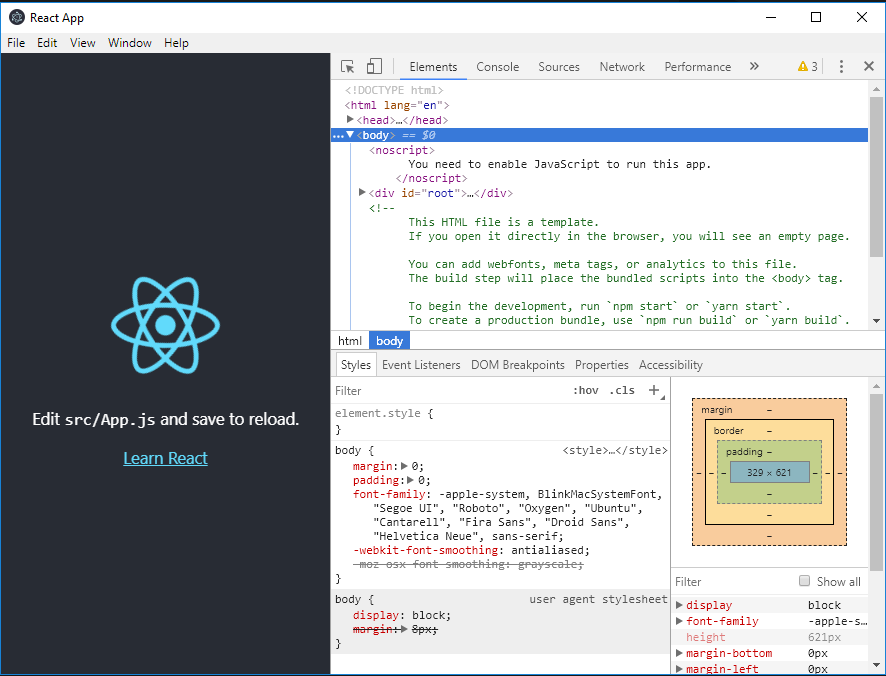 React App
File Edit View Window Help
Edit src/App.js and save to reload.
Learn React
Elements Console Sources Network Performance » 3
<!DOCTYPE html>
<html lang="en">
<head>…</head>
<body> == $0
<noscript>
You need to enable JavaScript to run this app.
</noscript>
<div id="root">…</div>
<!--
This HTML file is a template.
If you open it directly in the browser, you will see an empty page.
You can add webfonts, meta tags, or analytics to this file.
The build step will place the bundled scripts into the <body> tag.
To begin the development, run `npm start` or `yarn start`.
To create a production bundle, use `npm run build` or `yarn build`.
html body
Styles Event Listeners DOM Breakpoints Properties Accessibility
Filter :hov .cls +
element.style {
}
body { <style>…</style>
margin: 0;
padding: 0;
font-family: -apple-system, BlinkMacSystemFont,
"Segoe UI", "Roboto", "Oxygen", "Ubuntu",
"Cantarell", "Fira Sans", "Droid Sans",
"Helvetica Neue", sans-serif;
-webkit-font-smoothing: antialiased;
-moz-osx-font-smoothing: grayscale;
}
body { user agent stylesheet
display: block;
margin: 8px;
}
margin –
border –
padding –
– – – 329 × 621 – – –
–
–
–
Filter Show all
display block
font-family -apple-s…
height 621px
margin-bottom 0px
margin-left 0px